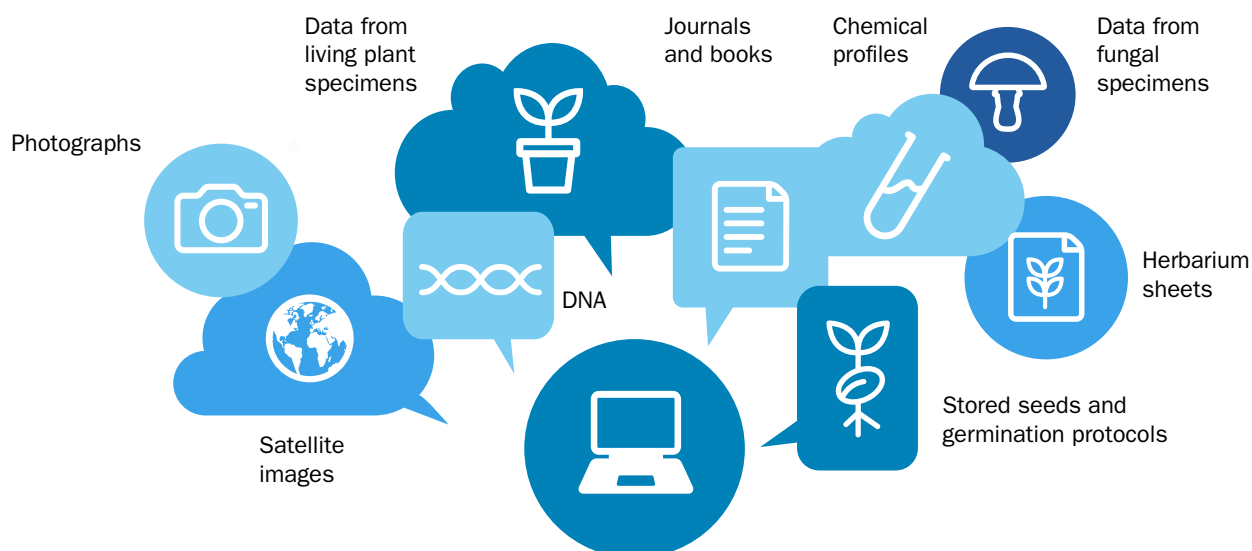 Data from
living plant
specimens
Journals
and books
Chemical
profiles
Data from
fungal
specimens
Photographs
DNA
Herbarium
sheets
Stored seeds and
germination protocols
Satellite
images